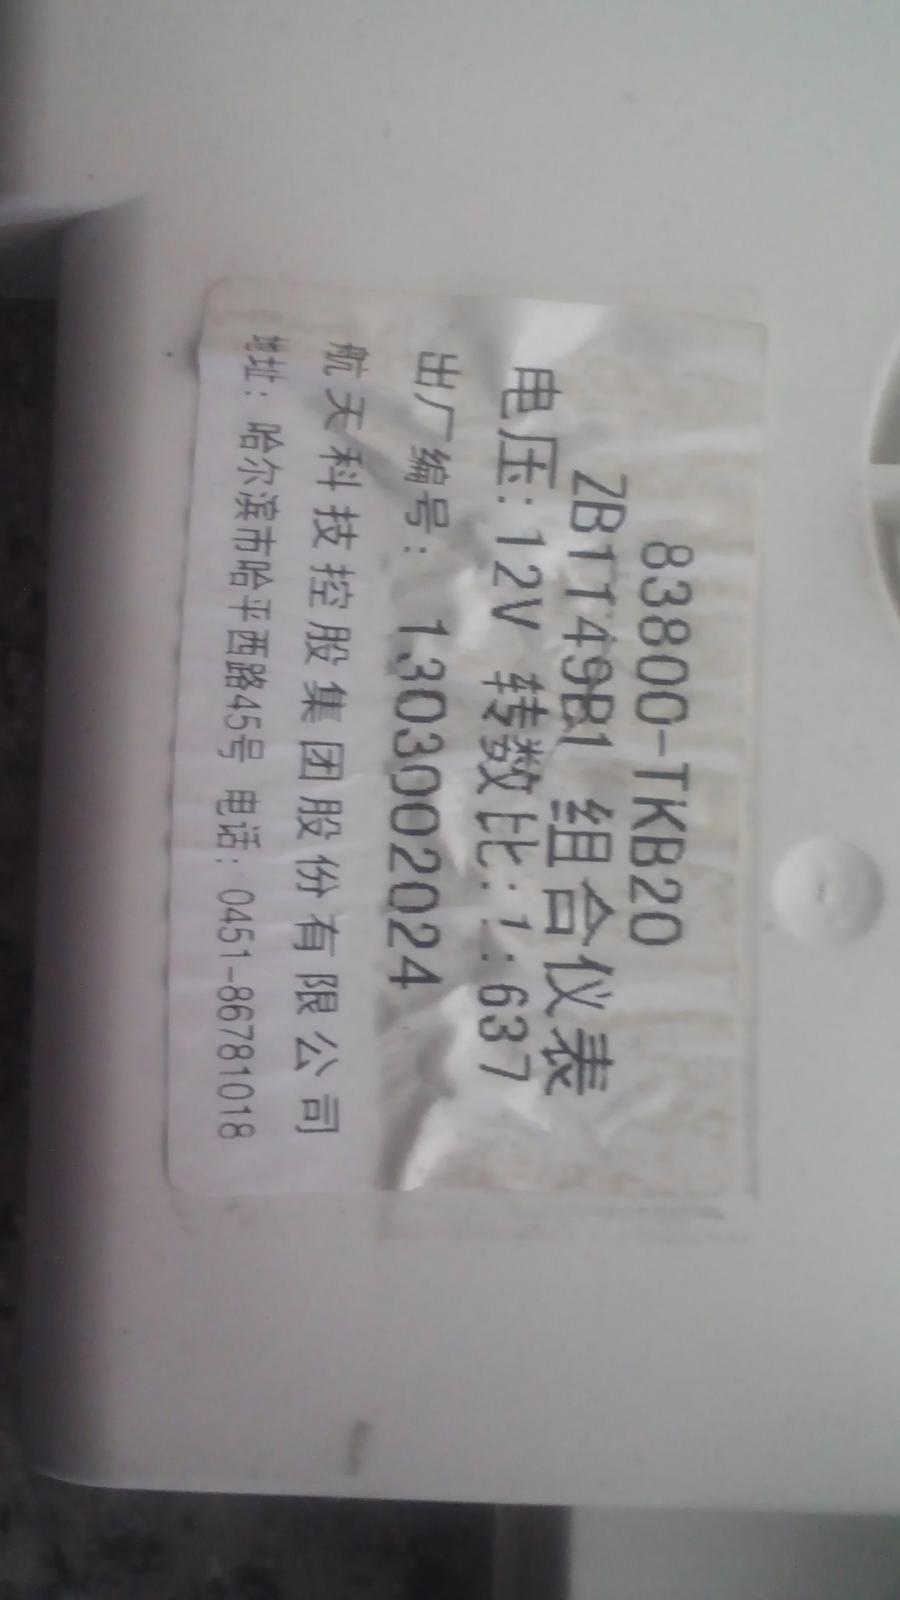 83800-TKB20
ZB1149B1 组合仪表
电压:12V 转数比:1:637
出厂编号: 1303002024
航天科技控股集团股份有限公司
地址: 哈尔滨市哈平西路45号 电话: 0451-86781018